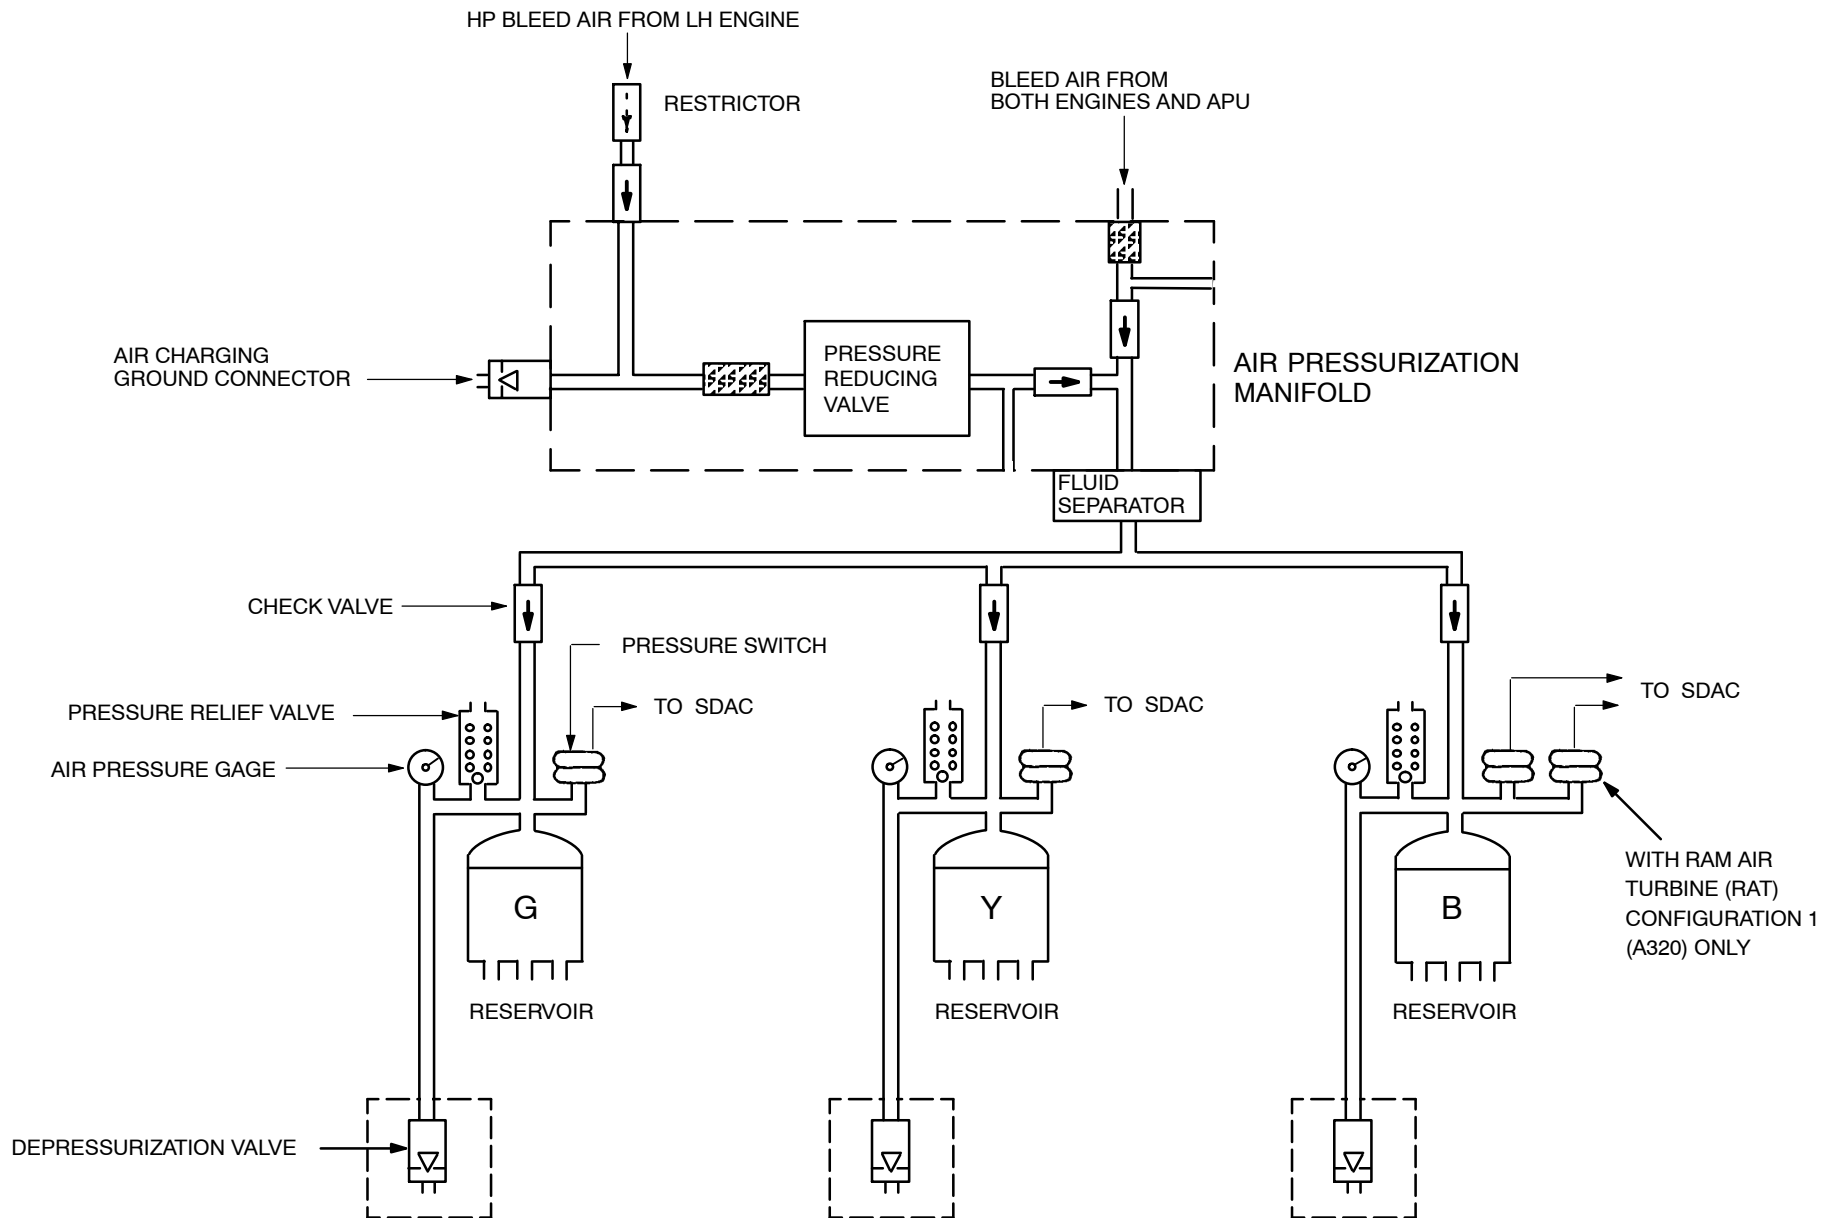 HP BLEED AIR FROM LH ENGINE
RESTRICTOR
BLEED AIR FROM
BOTH ENGINES AND APU
AIR CHARGING
GROUND CONNECTOR
PRESSURE
REDUCING
VALVE
AIR PRESSURIZATION
MANIFOLD
FLUID
SEPARATOR
CHECK VALVE
PRESSURE SWITCH
TO SDAC
TO SDAC
TO SDAC
PRESSURE RELIEF VALVE
AIR PRESSURE GAGE
WITH RAM AIR
TURBINE (RAT)
CONFIGURATION 1
(A320) ONLY
G
Y
B
RESERVOIR
RESERVOIR
RESERVOIR
DEPRESSURIZATION VALVE